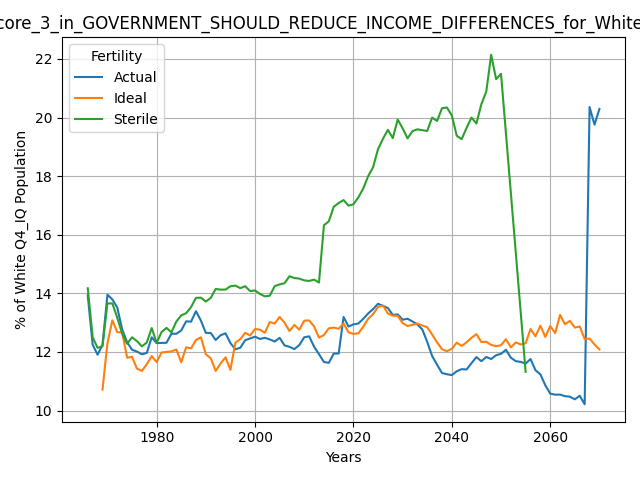 core_3_in_GOVERNMENT_SHOULD_REDUCE_INCOME_DIFFERENCES_for_White
Fertility
Actual
Ideal
Sterile
% of White Q4_IQ Population
22
20
18
16
14
12
10
1980 2000 2020 2040 2060
Years